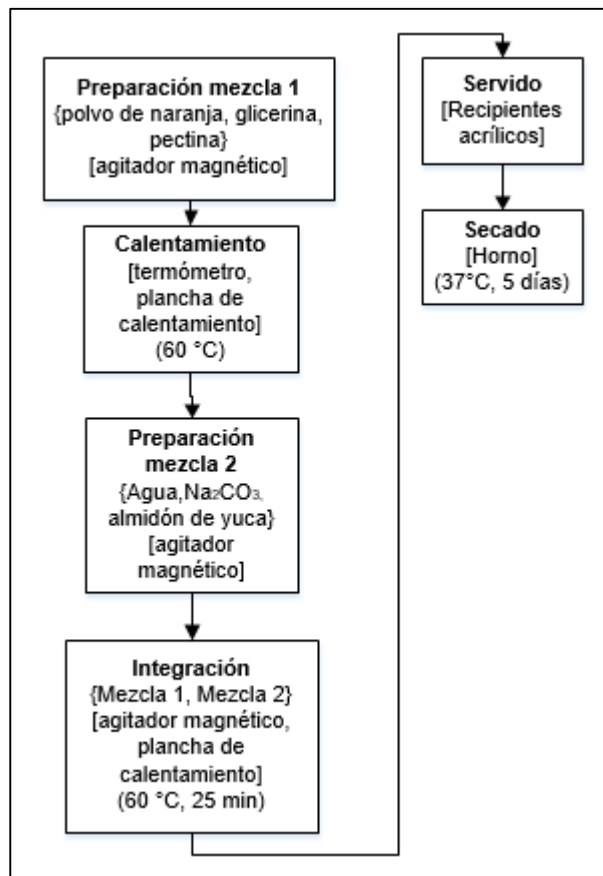 Preparación mezcla 1
{polvo de naranja, glicerina,
pectina}
[agitador magnético]
Calentamiento
[termómetro,
plancha de
calentamiento]
(60 °C)
Preparación
mezcla 2
{Agua,Na2CO3,
almidón de yuca}
[agitador
magnético]
Integración
{Mezcla 1, Mezcla 2}
[agitador magnético,
plancha de
calentamiento]
(60 °C, 25 min)
Servido
[Recipientes
acrílicos]
Secado
[Horno]
(37°C, 5 días)